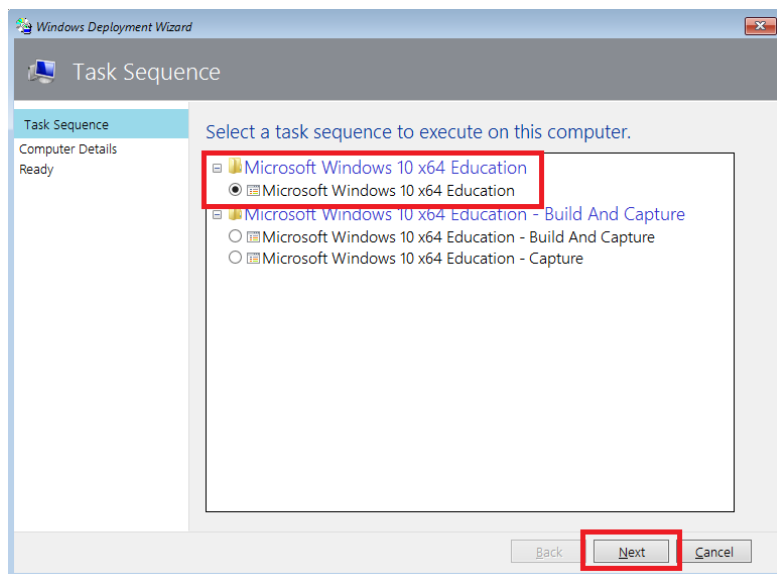 Windows Deployment Wizard
Task Sequence
Task Sequence
Computer Details
Ready
Select a task sequence to execute on this computer.
Microsoft Windows 10 x64 Education
Microsoft Windows 10 x64 Education
Microsoft Windows 10 x64 Education - Build And Capture
Microsoft Windows 10 x64 Education - Build And Capture
Microsoft Windows 10 x64 Education - Capture
Back Next Cancel